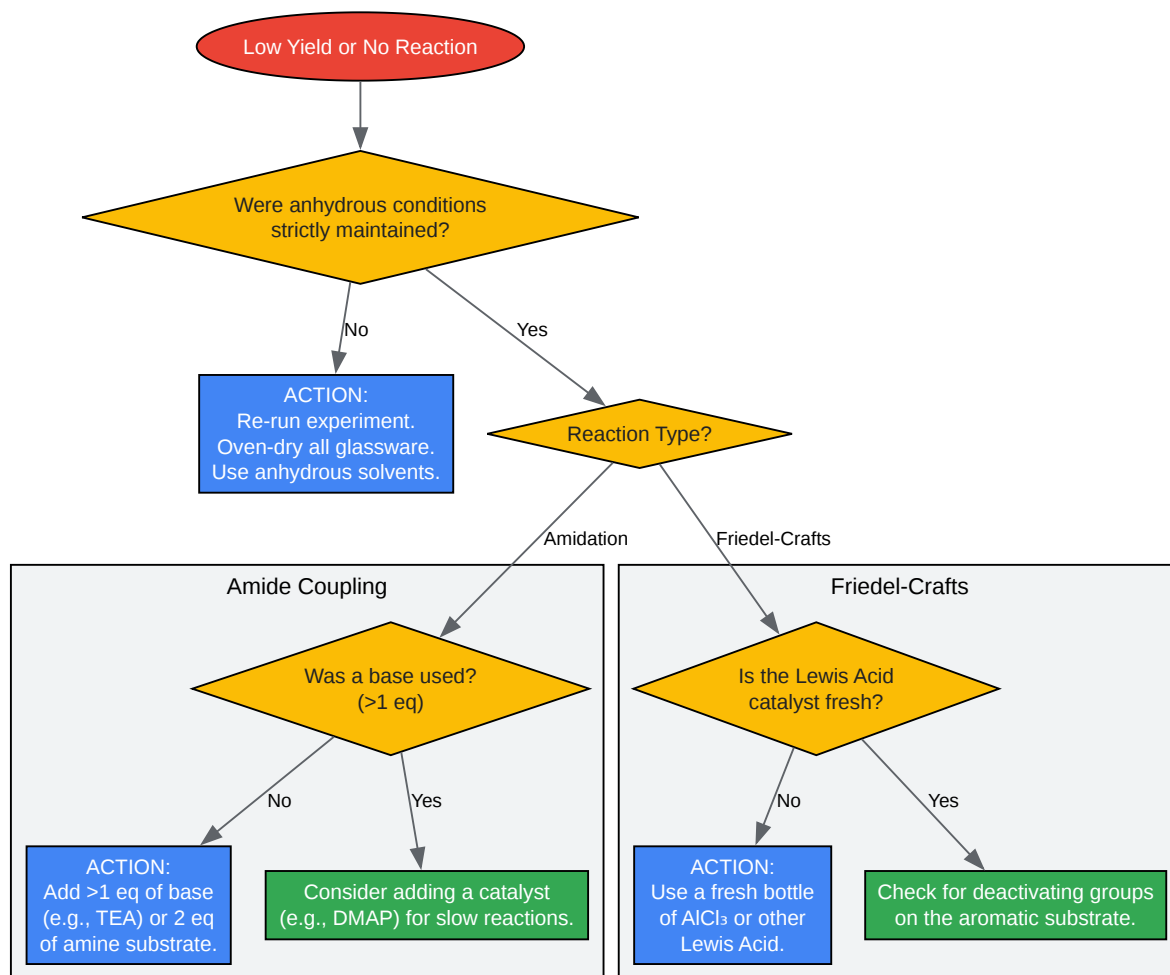 Low Yield or No Reaction
Were anhydrous conditions
strictly maintained?
No
Yes
ACTION:
Re-run experiment.
Oven-dry all glassware.
Use anhydrous solvents.
Reaction Type?
Amidation
Friedel-Crafts
Amide Coupling
Was a base used?
(>1 eq)
No
Yes
ACTION:
Add >1 eq of base
(e.g., TEA) or 2 eq
of amine substrate.
Consider adding a catalyst
(e.g., DMAP) for slow reactions.
Friedel-Crafts
Is the Lewis Acid
catalyst fresh?
No
Yes
ACTION:
Use a fresh bottle
of AlCl₃ or other
Lewis Acid.
Check for deactivating groups
on the aromatic substrate.